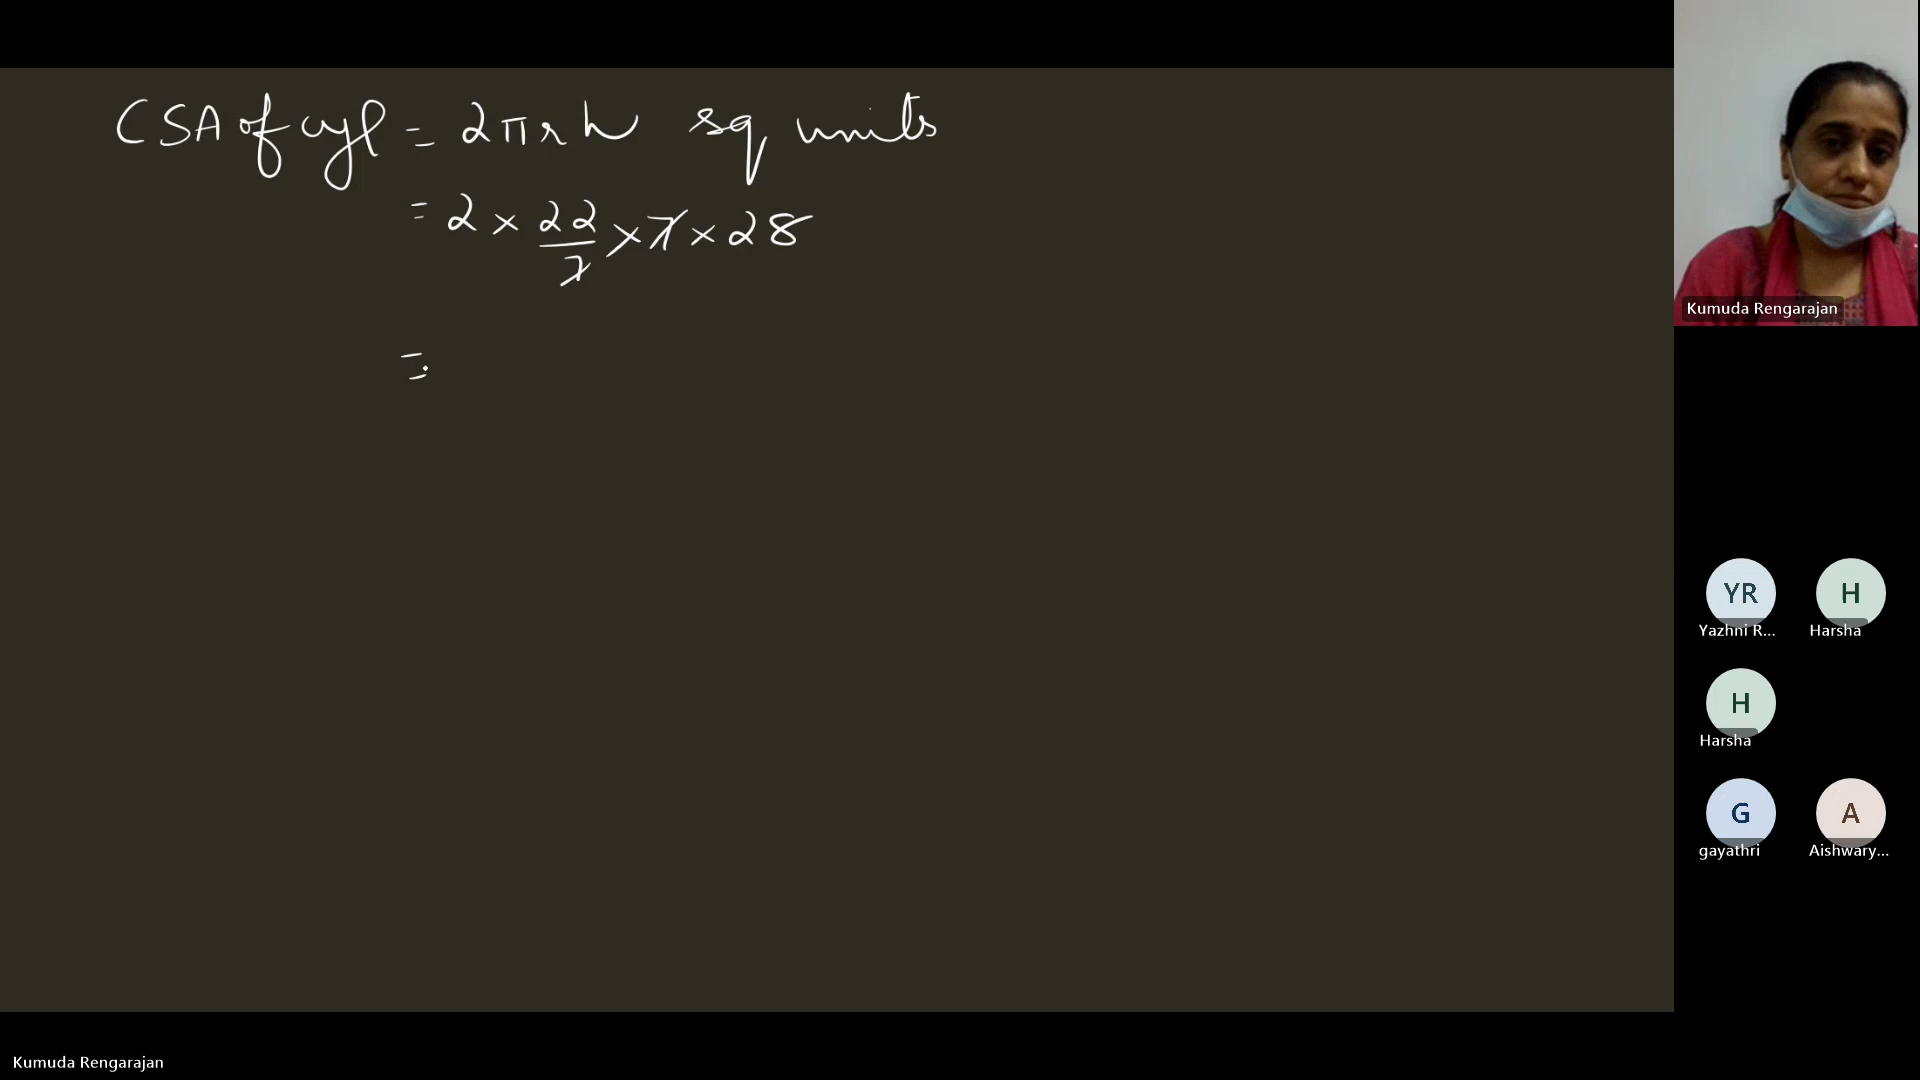 CSA of cyl = 2πrh sq units
= 2 × 22/7 × 7 × 28
=
Kumuda Rengarajan
YR
Yazhni R...
H
Harsha
H
Harsha
G
gayathri
A
Aishwary...
Kumuda Rengarajan